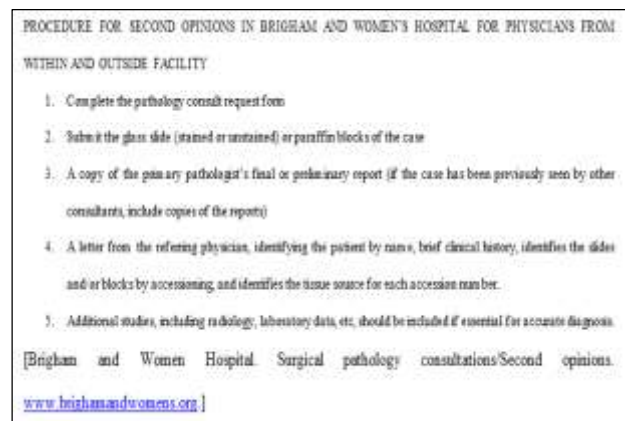 PROCEDURE FOR SECOND OPINIONS IN BRIGHAM AND WOMEN'S HOSPITAL FOR PHYSICIANS FROM
WITHIN AND OUTSIDE FACILITY
1. Complete the pathology consult request form
2. Submit the glass slide (stained or unstained) or paraffin blocks of the case
3. A copy of the primary pathologist's final or preliminary report (if the case has been previously seen by other
consultants, include copies of the reports)
4. A letter from the referring physician, identifying the patient by name, brief clinical history, identifies the slides
and/or blocks by accessioning, and identifies the tissue source for each accession number.
5. Additional studies, including radiology, laboratory data, etc, should be included if essential for accurate diagnosis.
[Brigham and Women Hospital. Surgical pathology consultations/Second opinions.
www.brighamandwomens.org.]